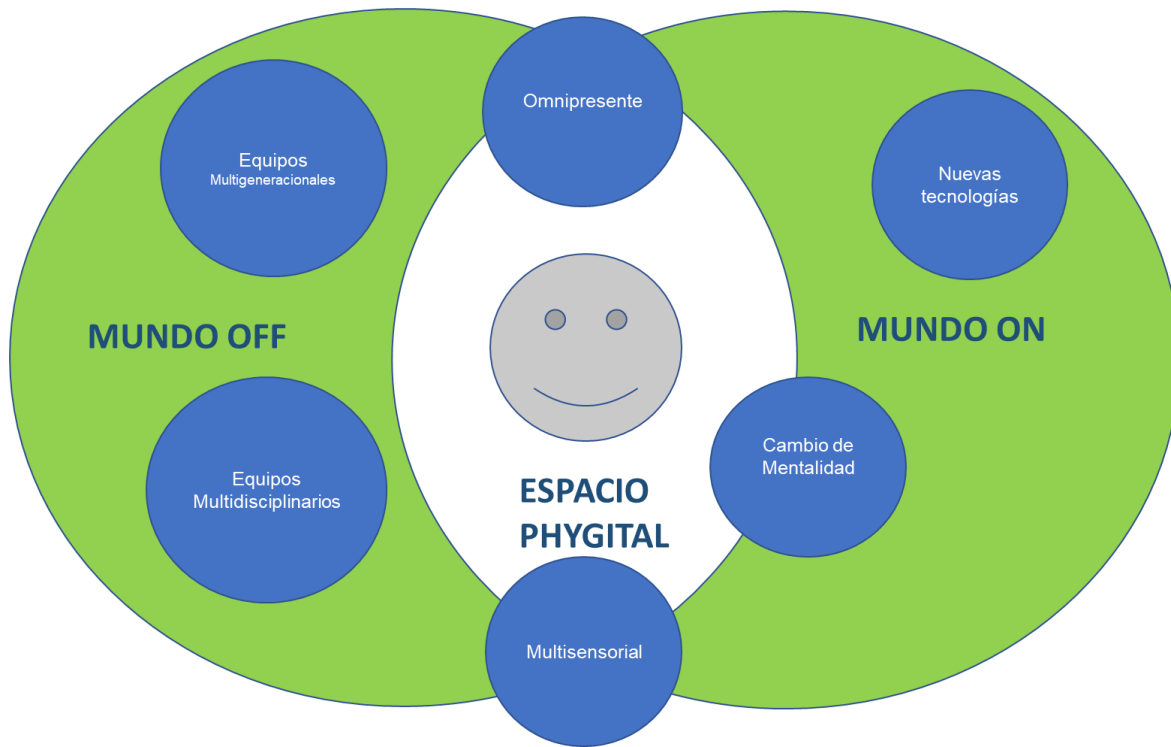 Omnipresente
Equipos
Multigeneracionales
Nuevas
tecnologías
MUNDO OFF
MUNDO ON
Cambio de
Mentalidad
Equipos
Multidisciplinarios
ESPACIO
PHYGITAL
Multisensorial